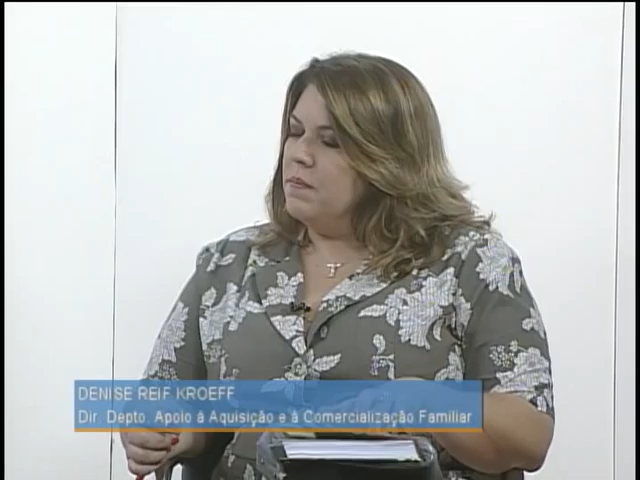 DENISE REIF KROEFF
Dir. Depto. Apoio à Aquisição e à Comercialização Familiar